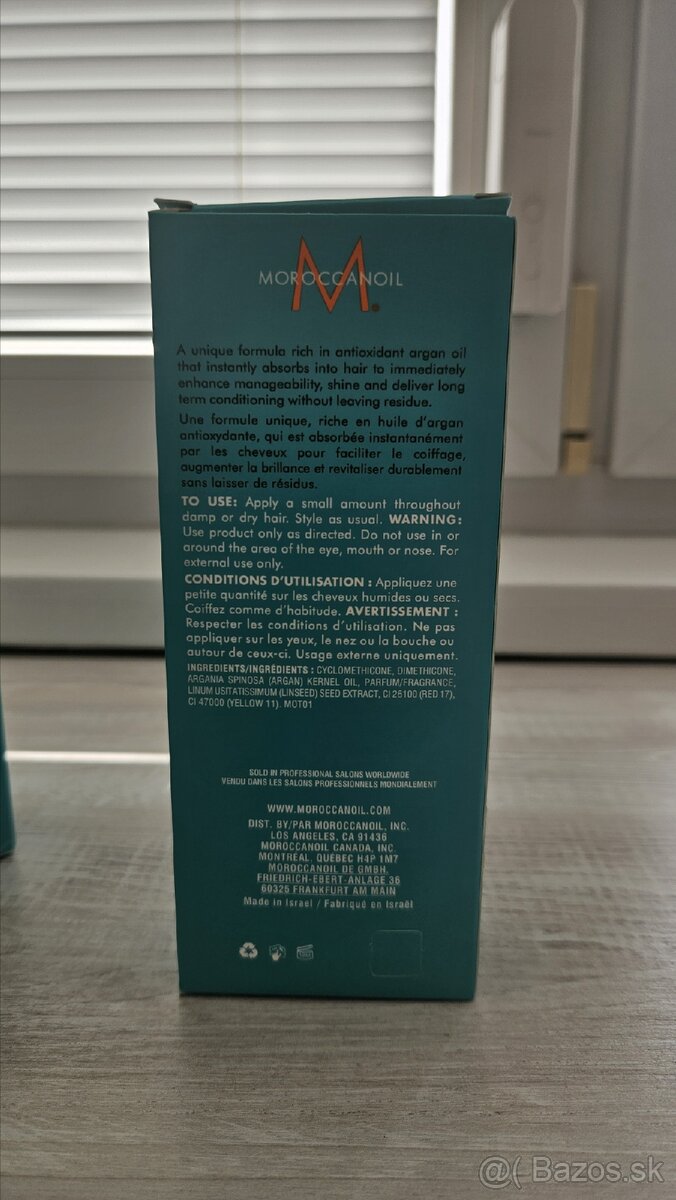 M
MOROCCANOIL
A unique formula rich in antioxidant argan oil
that instantly absorbs into hair to immediately
enhance manageability, shine and deliver long
term conditioning without leaving residue.
Une formule unique, riche en huile d'argan
antioxydante, qui est absorbée instantanément
par les cheveux pour faciliter le coiffage,
augmenter la brillance et revitaliser durablement
sans laisser de résidus.
TO USE: Apply a small amount throughout
damp or dry hair. Style as usual. WARNING:
Use product only as directed. Do not use in or
around the area of the eye, mouth or nose. For
external use only.
CONDITIONS D'UTILISATION : Appliquez une
petite quantité sur les cheveux humides ou secs.
Coiffez comme d'habitude. AVERTISSEMENT :
Respecter les conditions d'utilisation. Ne pas
appliquer sur les yeux, le nez ou la bouche ou
autour de ceux-ci. Usage externe uniquement.
INGREDIENTS/INGRÉDIENTS : CYCLOMETHICONE, DIMETHICONE,
ARGANIA SPINOSA (ARGAN) KERNEL OIL, PARFUM/FRAGRANCE,
LINUM USITATISSIMUM (LINSEED) SEED EXTRACT, CI 26100 (RED 17),
CI 47000 (YELLOW 11). MOT01
SOLD IN PROFESSIONAL SALONS WORLDWIDE
VENDU DANS LES SALONS PROFESSIONNELS MONDIALEMENT
WWW.MOROCCANOIL.COM
DIST. BY/PAR MOROCCANOIL, INC.
LOS ANGELES, CA 91436
MOROCCANOIL CANADA, INC.
MONTRÉAL, QUÉBEC H4P 1M7
MOROCCANOIL DE GMBH.
FRIEDRICH-EBERT-ANLAGE 36
60325 FRANKFURT AM MAIN
Made in Israel / Fabriqué en Israël
@( Bazos.sk